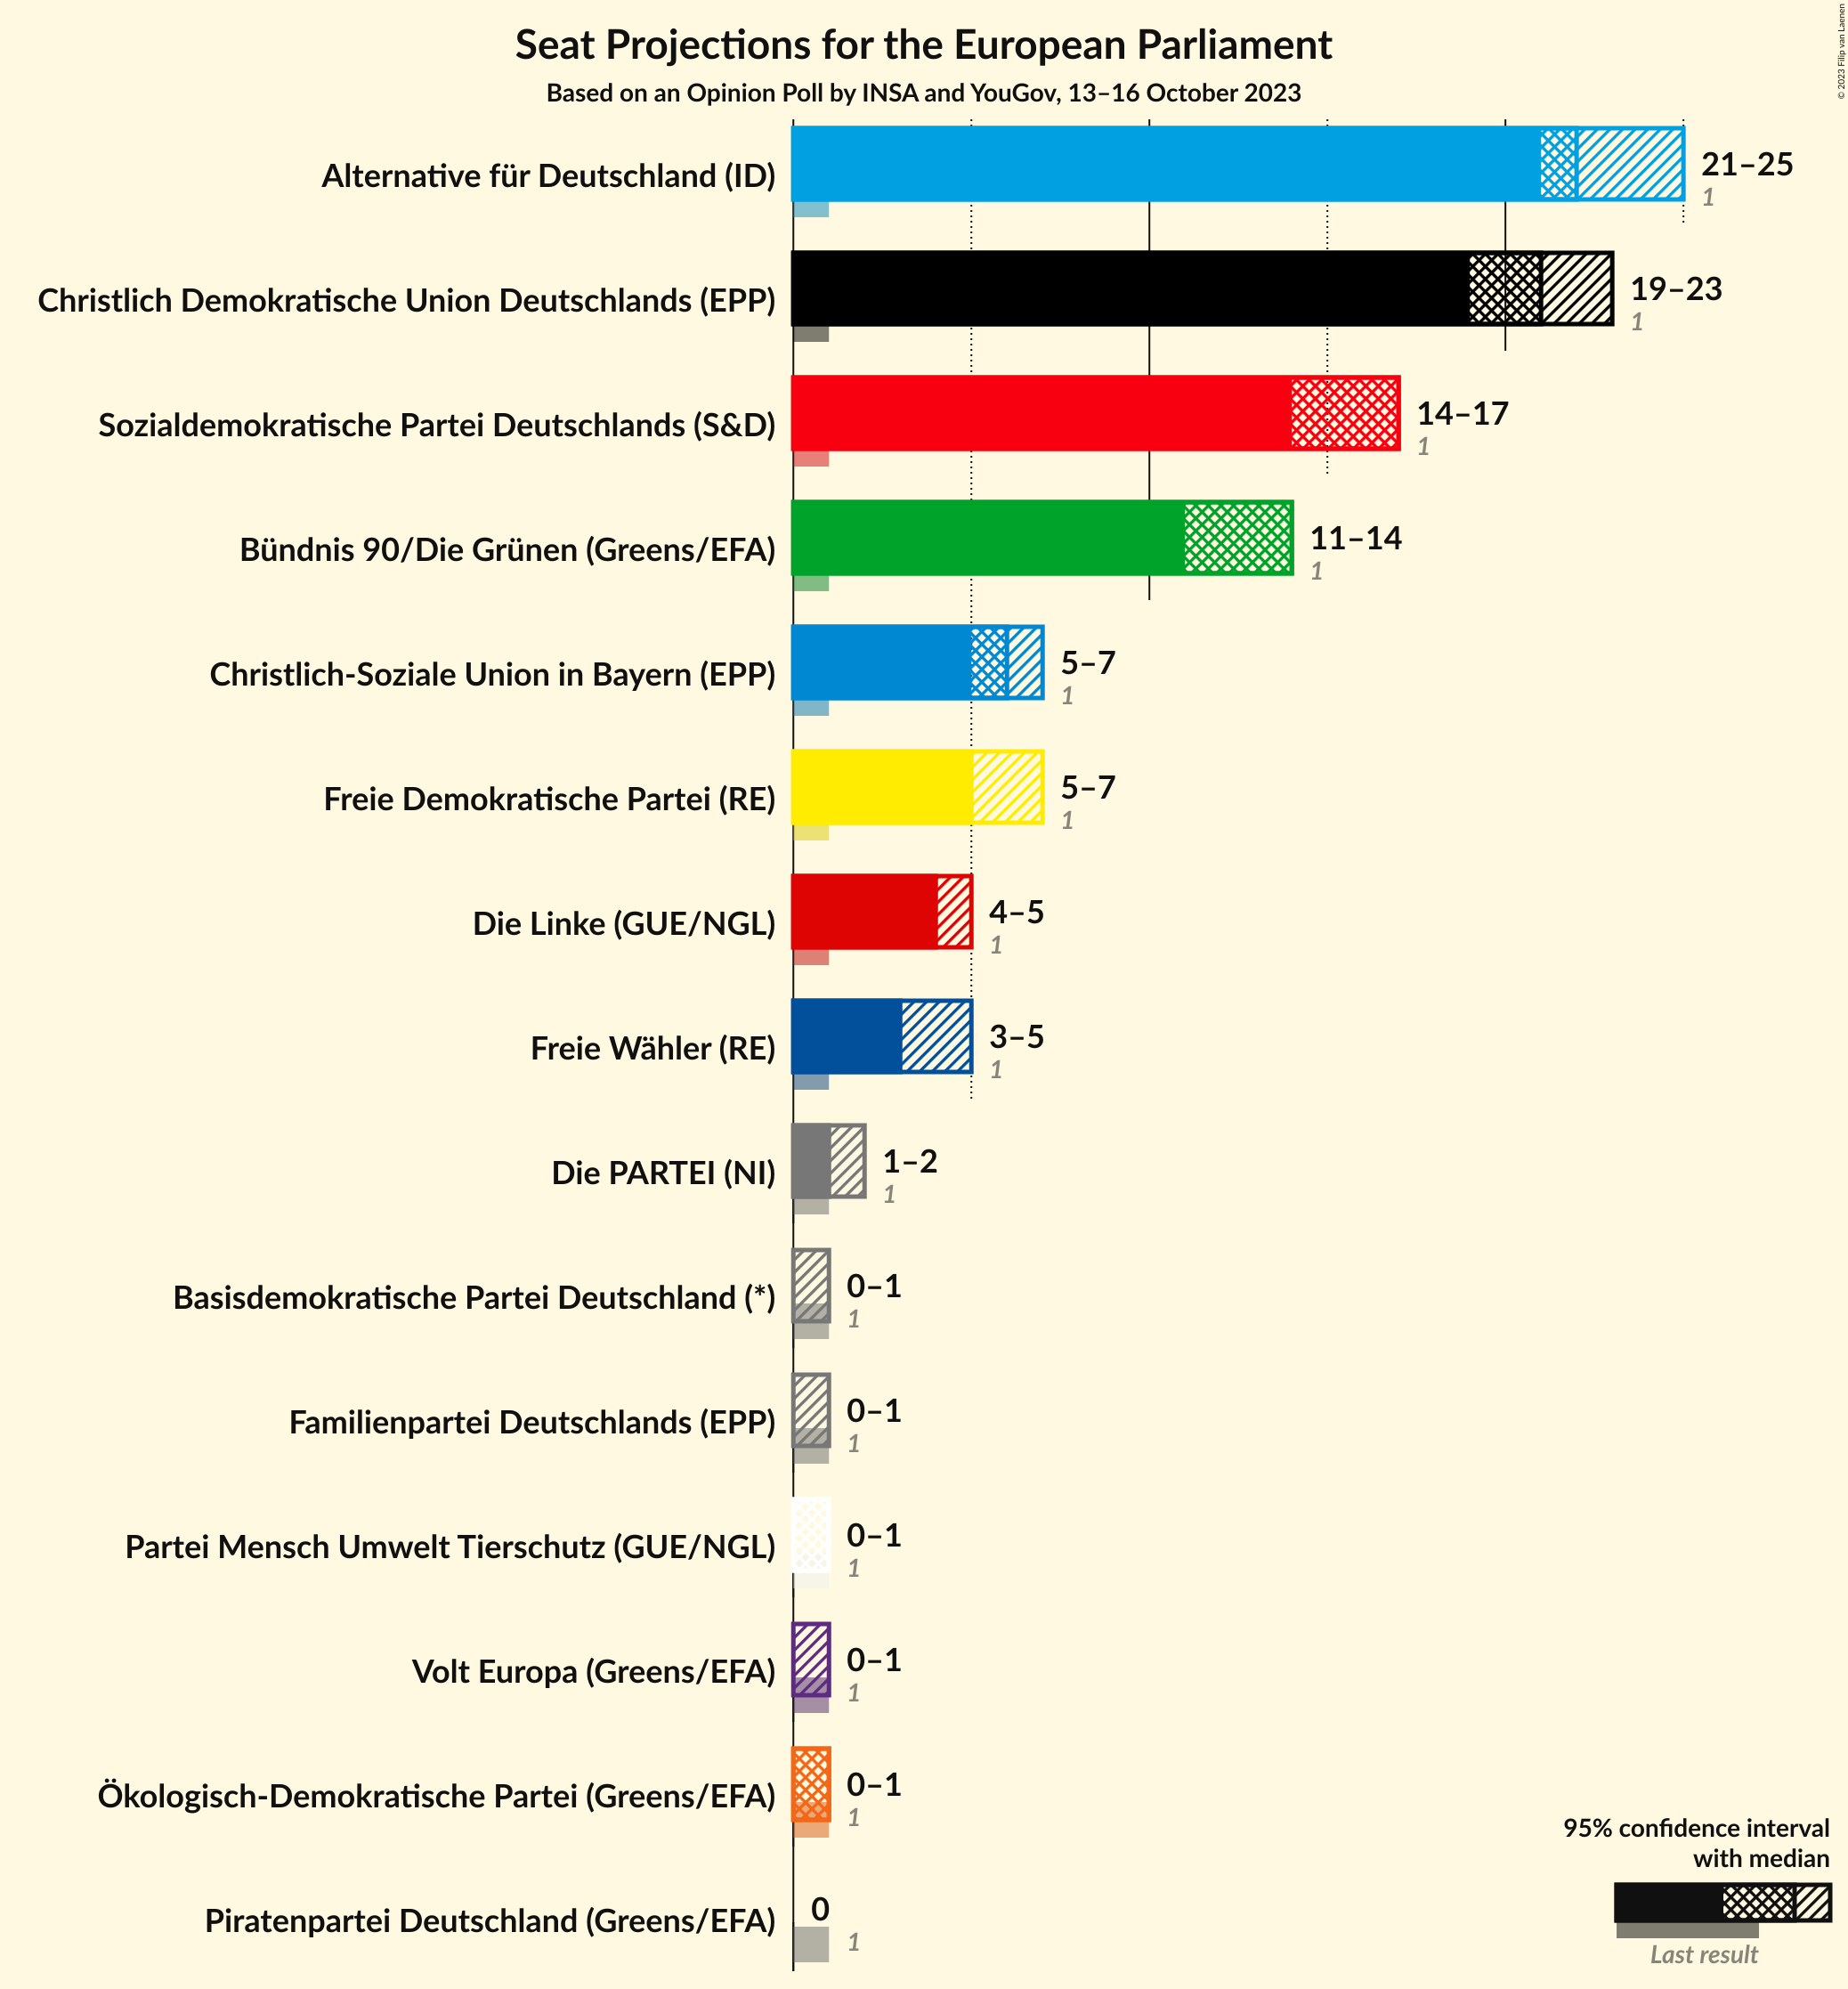 Seat Projections for the European Parliament
Based on an Opinion Poll by INSA and YouGov, 13–16 October 2023
© 2023 Filip van Laenen
Alternative für Deutschland (ID)
21–25
1
Christlich Demokratische Union Deutschlands (EPP)
19–23
1
Sozialdemokratische Partei Deutschlands (S&D)
14–17
1
Bündnis 90/Die Grünen (Greens/EFA)
11–14
1
Christlich-Soziale Union in Bayern (EPP)
5–7
1
Freie Demokratische Partei (RE)
5–7
1
Die Linke (GUE/NGL)
4–5
1
Freie Wähler (RE)
3–5
1
Die PARTEI (NI)
1–2
1
Basisdemokratische Partei Deutschland (*)
0–1
1
Familienpartei Deutschlands (EPP)
0–1
1
Partei Mensch Umwelt Tierschutz (GUE/NGL)
0–1
1
Volt Europa (Greens/EFA)
0–1
1
Ökologisch-Demokratische Partei (Greens/EFA)
0–1
1
Piratenpartei Deutschland (Greens/EFA)
0
1
95% confidence interval
with median
Last result